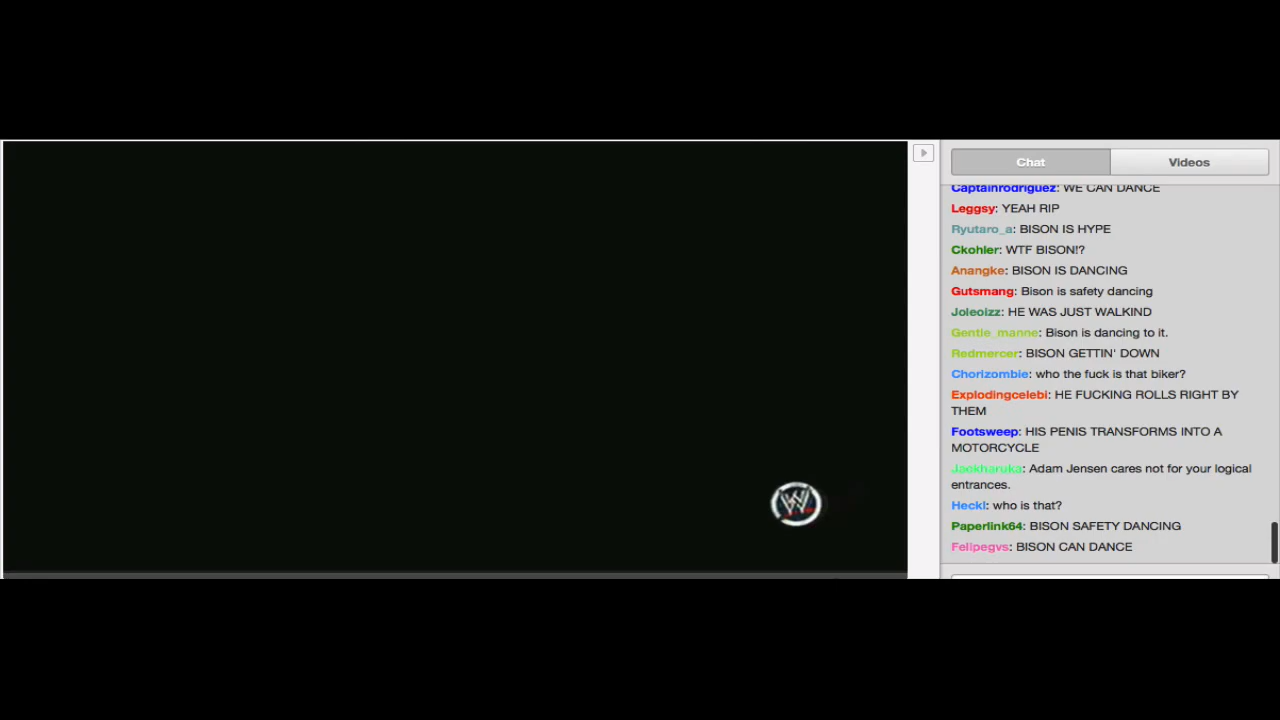 Chat Videos
Captainrodriguez: WE CAN DANCE
Leggsy: YEAH RIP
Ryutaro_a: BISON IS HYPE
Ckohler: WTF BISON!?
Anangke: BISON IS DANCING
Gutsmang: Bison is safety dancing
Joleoizz: HE WAS JUST WALKIND
Gentle_manne: Bison is dancing to it.
Redmercer: BISON GETTIN' DOWN
Chorizombie: who the fuck is that biker?
Explodingcelebi: HE FUCKING ROLLS RIGHT BY
THEM
Footsweep: HIS PENIS TRANSFORMS INTO A
MOTORCYCLE
Jaekharuka: Adam Jensen cares not for your logical
entrances.
Heckl: who is that?
Paperlink64: BISON SAFETY DANCING
Felipegvs: BISON CAN DANCE
W